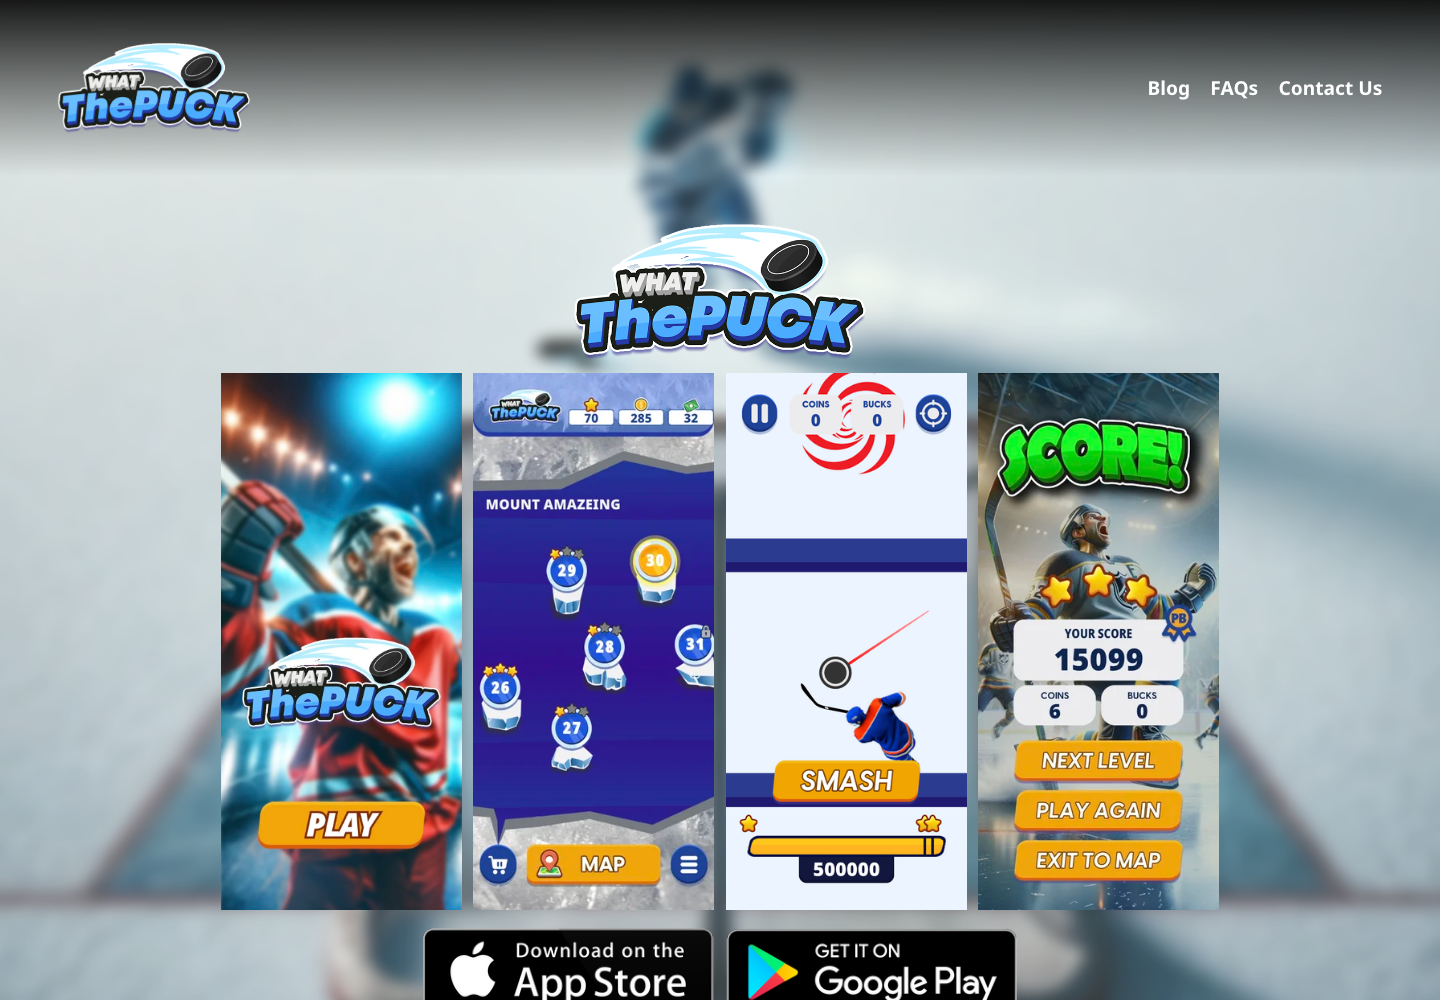 WHAT
ThePUCK
Blog FAQs Contact Us
WHAT
ThePUCK
WHAT
ThePUCK
PLAY
WHAT
ThePUCK
70 285 32
MOUNT AMAZEING
29
30
28
31
26
27
MAP
COINS BUCKS
0 0
SMASH
500000
SCORE!
PB
YOUR SCORE
15099
COINS BUCKS
6 0
NEXT LEVEL
PLAY AGAIN
EXIT TO MAP
Download on the
App Store
GET IT ON
Google Play